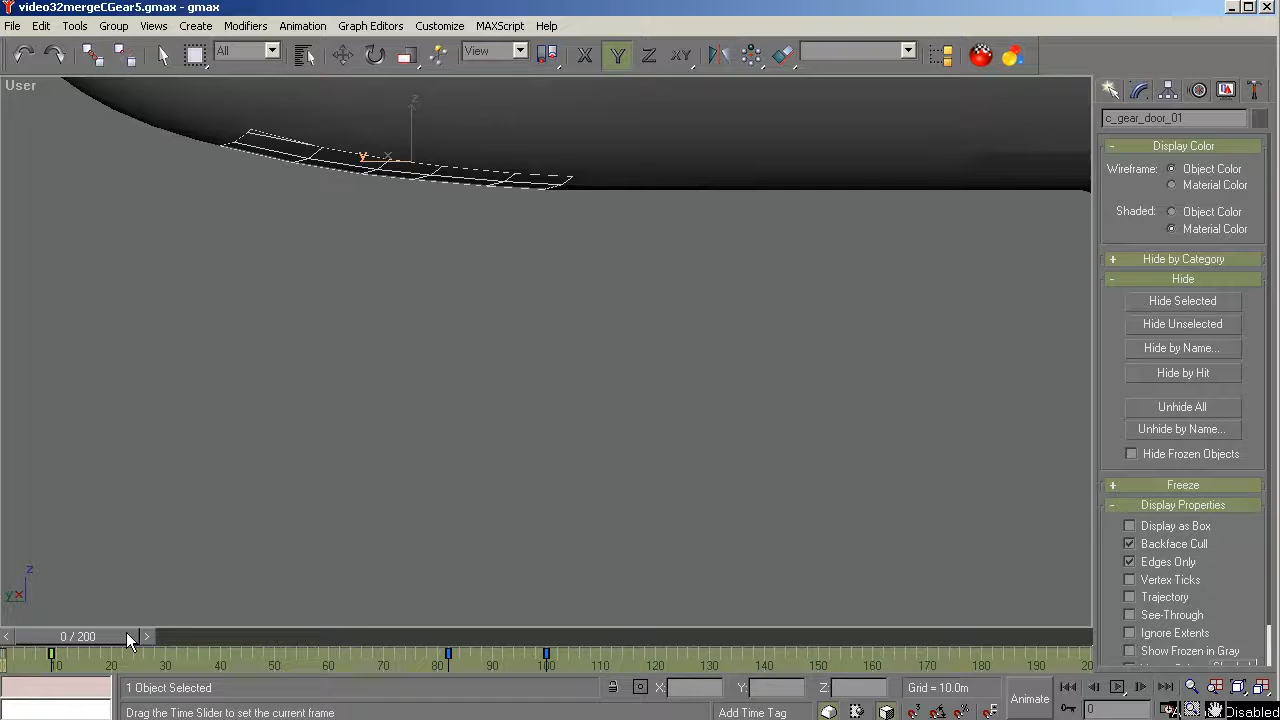 video32mergeCGear5.gmax - gmax
File Edit Tools Group Views Create Modifiers Animation Graph Editors Customize MAXScript Help
All View X Y Z XY
User
c_gear_door_01
- Display Color
Wireframe: Object Color
Material Color
Shaded: Object Color
Material Color
+ Hide by Category
- Hide
Hide Selected
Hide Unselected
Hide by Name...
Hide by Hit
Unhide All
Unhide by Name...
Hide Frozen Objects
+ Freeze
- Display Properties
Display as Box
Backface Cull
Edges Only
Vertex Ticks
Trajectory
See-Through
Ignore Extents
Show Frozen in Gray
z
y x
z
y x
< 0 / 200 >
10 20 30 40 50 60 70 80 90 100 110 120 130 140 150 160 170 180 190 20
1 Object Selected X: Y: Z: Grid = 10.0m Animate
Drag the Time Slider to set the current frame Add Time Tag 0 Disabled